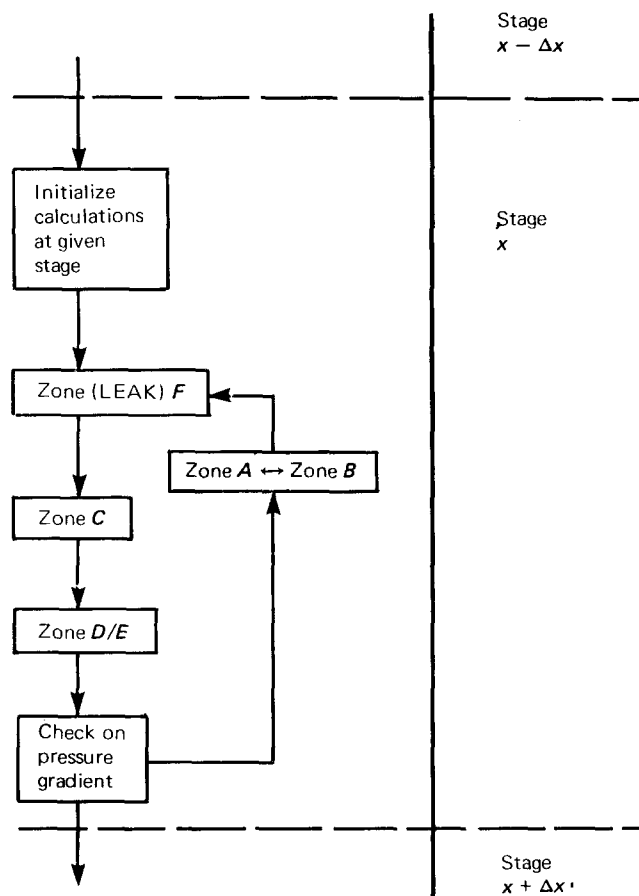 Stage
x − Δx
Initialize
calculations
at given
stage
Stage
x
Zone (LEAK) F
Zone A ↔ Zone B
Zone C
Zone D/E
Check on
pressure
gradient
Stage
x + Δx